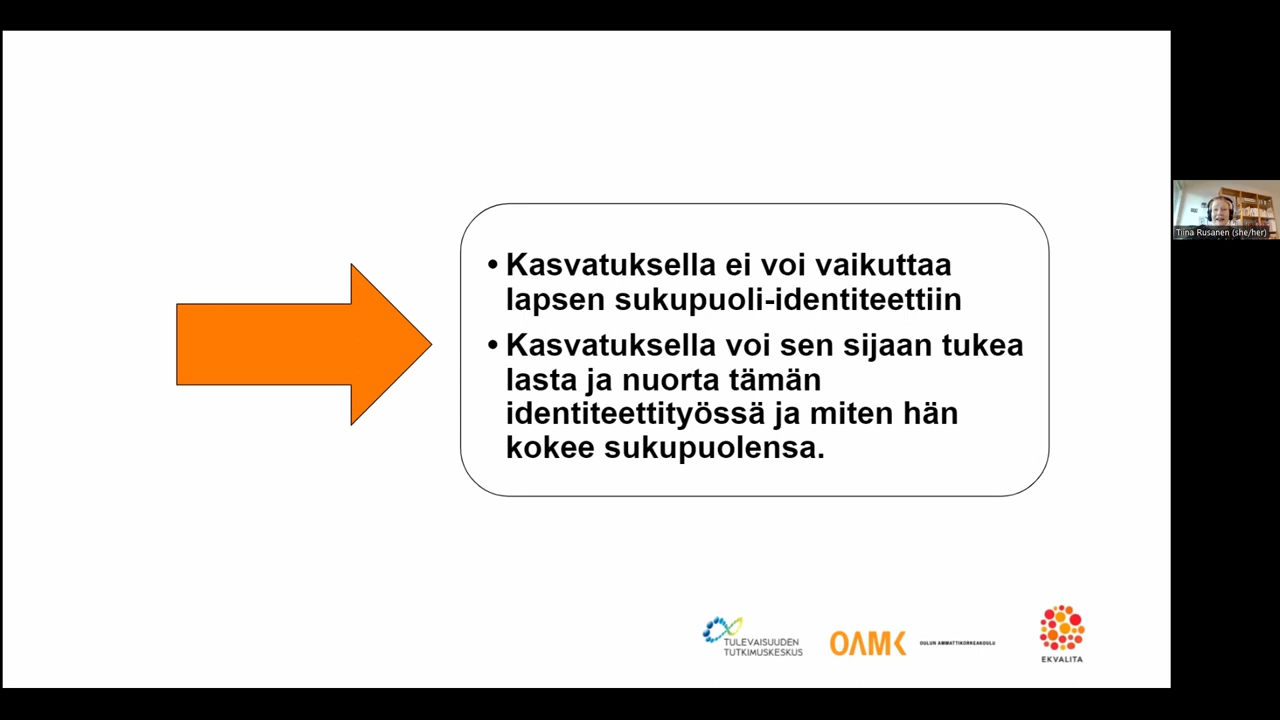 • Kasvatuksella ei voi vaikuttaa
lapsen sukupuoli-identiteettiin
• Kasvatuksella voi sen sijaan tukea
lasta ja nuorta tämän
identiteettityössä ja miten hän
kokee sukupuolensa.
Tiina Rusanen (she/her)
TULEVAISUUDEN
TUTKIMUSKESKUS
OAMK
OULUN AMMATTIKORKEAKOULU
EKVALITA